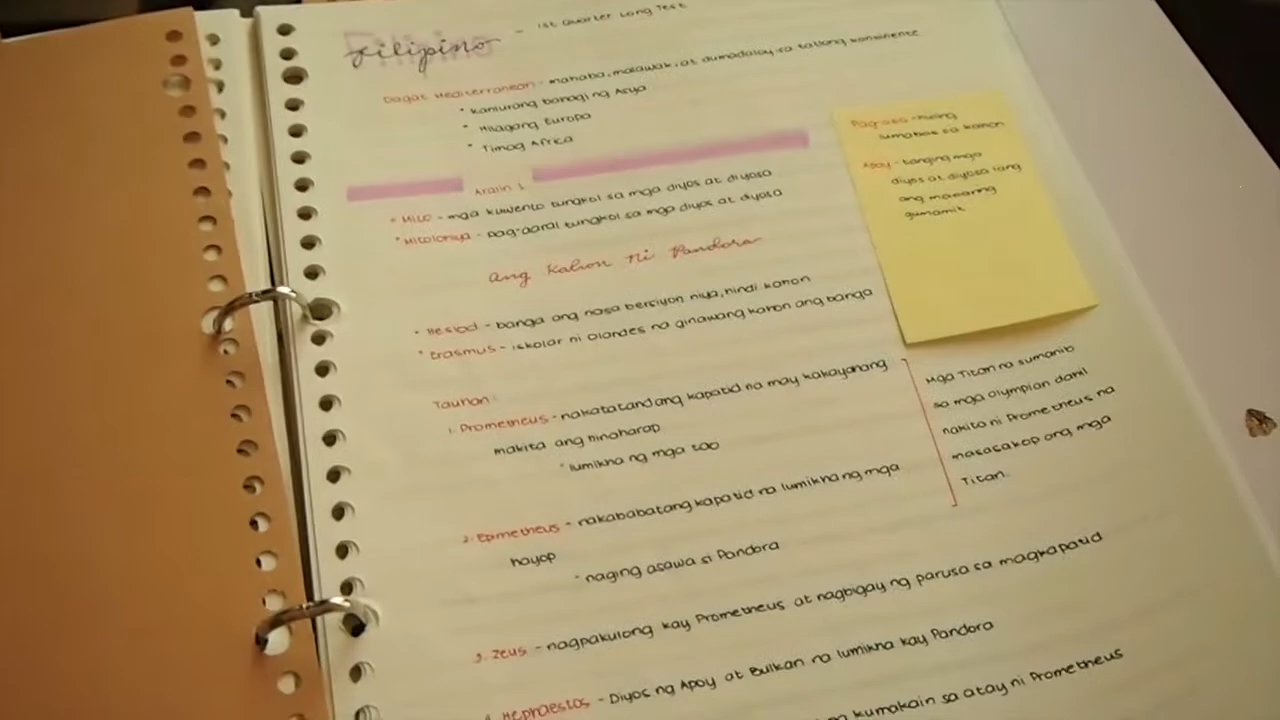 Filipino - 1st Quarter Long Test
Dagat Mediterranean - mahaba, malawak, at dumadaloy sa tatlong kontinente
* Kanlurang bahagi ng Asya
* Hilagang Europa
* Timog Africa
Aralin 1
* Mito - mga kuwento tungkol sa mga diyos at diyosa
* Mitolohiya - pag-aaral tungkol sa mga diyos at diyosa
Ang Kahon ni Pandora
* Hesiod - banga ang nasa bersiyon niya, hindi kahon
* Erasmus - iskolar ni Olandes na ginawang kahon ang banga
Tauhan:
1. Prometheus - nakatatandang kapatid na may kakayahang
makita ang hinaharap
* lumikha ng mga tao
2. Epimetheus - nakababatang kapatid na lumikha ng mga
hayop
- naging asawa si Pandora
3. Zeus - nagpakulong kay Prometheus at nagbigay ng parusa sa magkapatid
4. Hephaestos - Diyos ng Apoy at Bulkan na lumikha kay Pandora
kumakain sa atay ni Prometheus
Pag-asa - huling
lumabas sa kahon
Apoy - tanging mga
diyos at diyosa lang
ang maaaring
gumamit
Mga Titan na sumanib
sa mga Olympian dahil
nakita ni Prometheus na
masasakop ang mga
Titan.